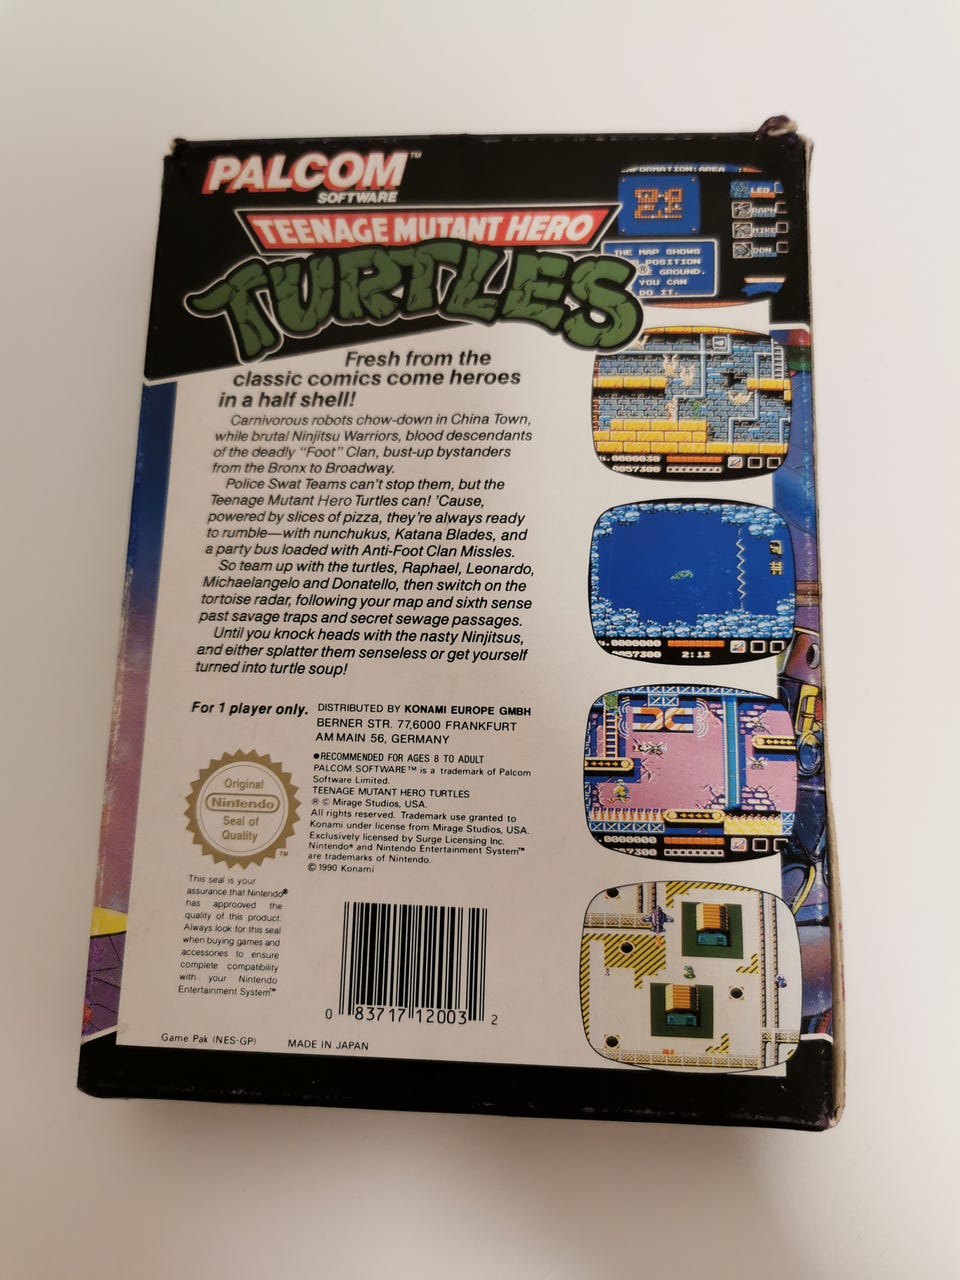 PALCOM™
SOFTWARE
TEENAGE MUTANT HERO
TURTLES®
INFORMATION:AREA
LEO
RAPH
MIKE
DON
THE MAP SHOWS
POSITION
GROUND.
YOU CAN
DO IT.
Fresh from the
classic comics come heroes
in a half shell!
Carnivorous robots chow-down in China Town,
while brutal Ninjitsu Warriors, blood descendants
of the deadly "Foot" Clan, bust-up bystanders
from the Bronx to Broadway.
Police Swat Teams can't stop them, but the
Teenage Mutant Hero Turtles can! 'Cause,
powered by slices of pizza, they're always ready
to rumble—with nunchukus, Katana Blades, and
a party bus loaded with Anti-Foot Clan Missles.
So team up with the turtles, Raphael, Leonardo,
Michaelangelo and Donatello, then switch on the
tortoise radar, following your map and sixth sense
past savage traps and secret sewage passages.
Until you knock heads with the nasty Ninjitsus,
and either splatter them senseless or get yourself
turned into turtle soup!
For 1 player only.
DISTRIBUTED BY KONAMI EUROPE GMBH
BERNER STR. 77,6000 FRANKFURT
AM MAIN 56, GERMANY
●RECOMMENDED FOR AGES 8 TO ADULT
PALCOM SOFTWARE™ is a trademark of Palcom
Software Limited.
TEENAGE MUTANT HERO TURTLES
® © Mirage Studios, USA.
All rights reserved. Trademark use granted to
Konami under license from Mirage Studios, USA.
Exclusively licensed by Surge Licensing Inc.
Nintendo® and Nintendo Entertainment System™
are trademarks of Nintendo.
© 1990 Konami
Original
Nintendo
Seal of
Quality
™
This seal is your
assurance that Nintendo®
has approved the
quality of this product.
Always look for this seal
when buying games and
accessories to ensure
complete compatibility
with your Nintendo
Entertainment System™
0 83717 12003 2
Game Pak (NES-GP)
MADE IN JAPAN
2:13